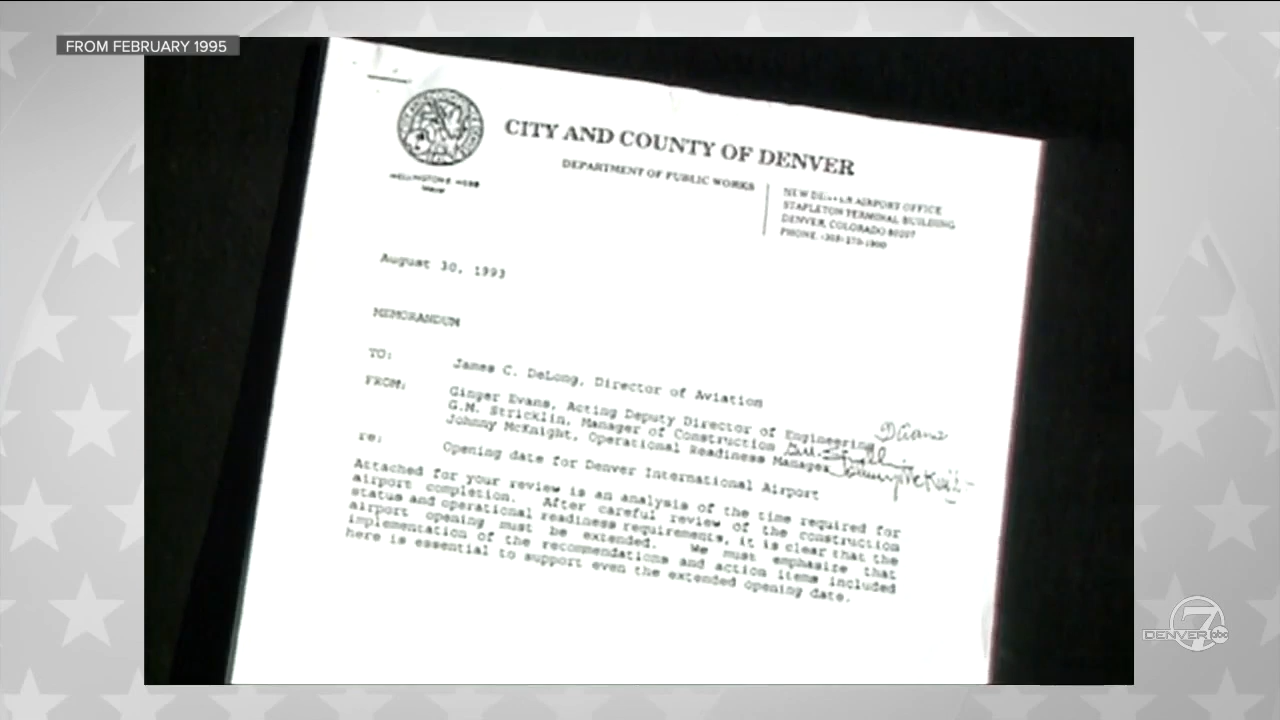 FROM FEBRUARY 1995
CITY AND COUNTY OF DENVER
DEPARTMENT OF PUBLIC WORKS
WELLINGTON E. WEBB
Mayor
NEW DENVER AIRPORT OFFICE
STAPLETON TERMINAL BUILDING
DENVER, COLORADO 80207
PHONE:
August 30, 1993
MEMORANDUM
TO: James C. DeLong, Director of Aviation
FROM: Ginger Evans, Acting Deputy Director of Engineering
G.M. Stricklin, Manager of Construction
Johnny McKnight, Operational Readiness Manager
re: Opening date for Denver International Airport
Attached for your review is an analysis of the time required for
airport completion. After careful review of the construction
status and operational readiness requirements, it is clear that the
airport opening must be extended. We must emphasize that
implementation of the recommendations and action items included
here is essential to support even the extended opening date.
DENVER 7 abc